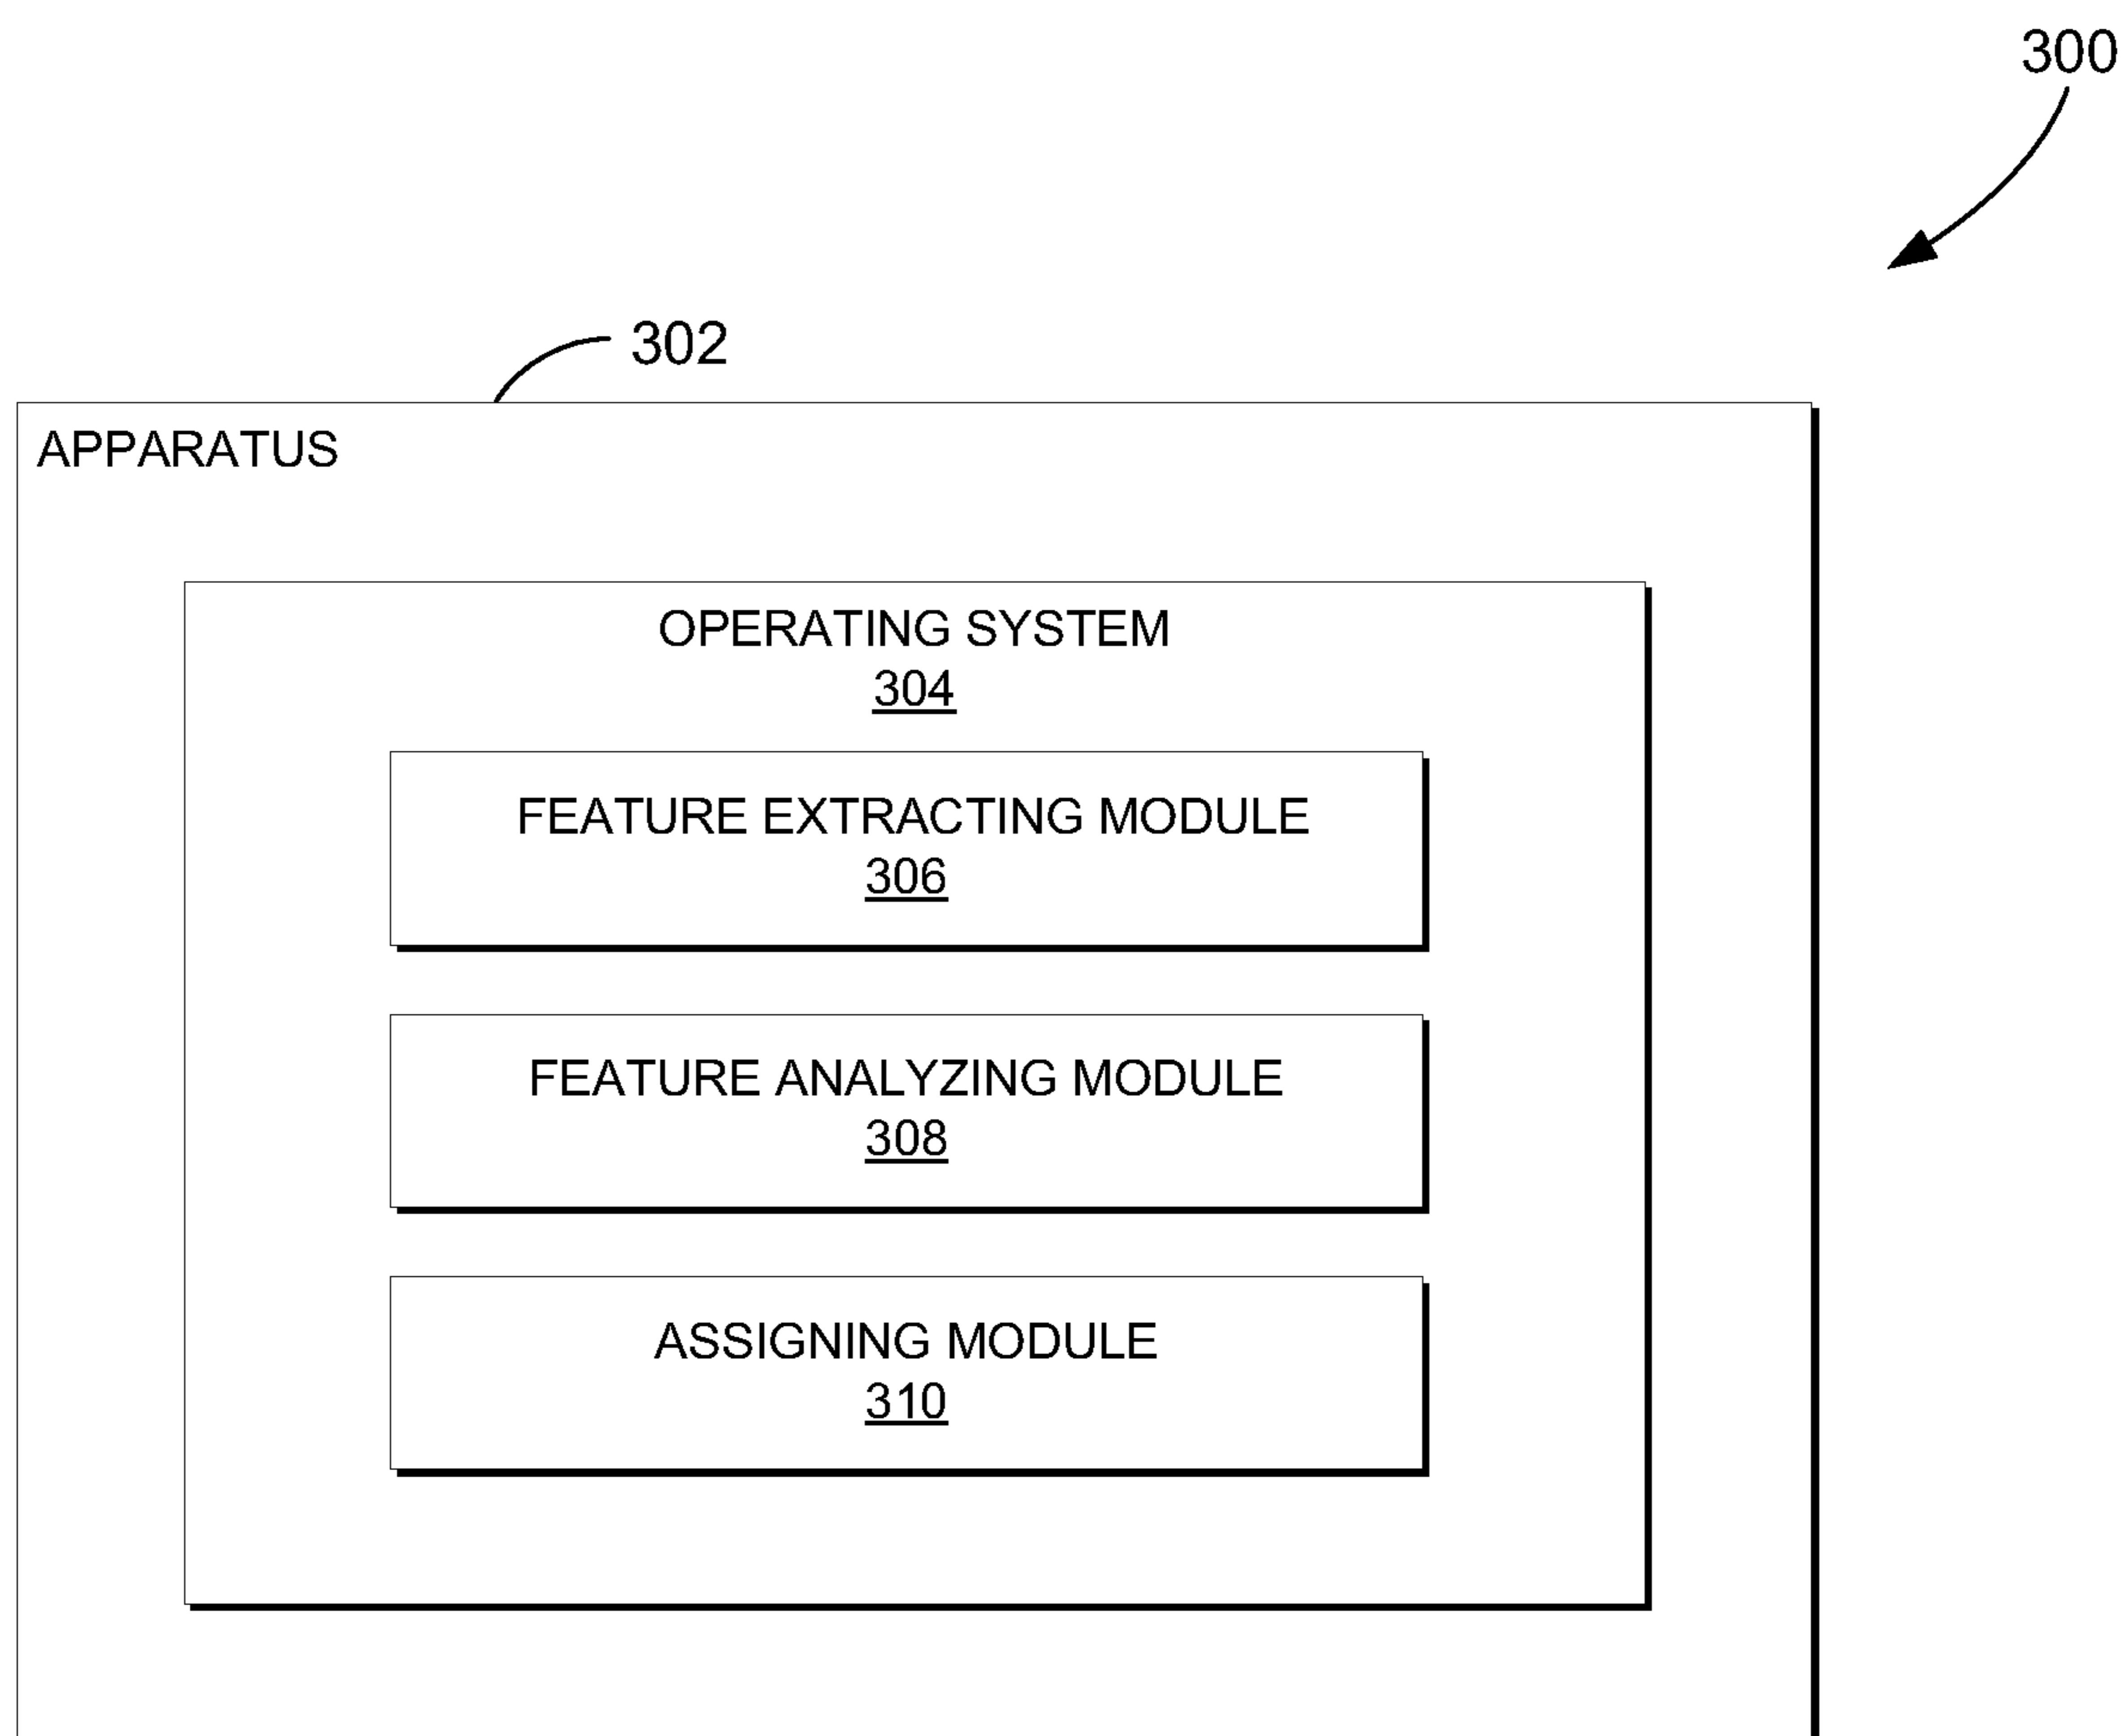 300
302
APPARATUS
OPERATING SYSTEM
304
FEATURE EXTRACTING MODULE
306
FEATURE ANALYZING MODULE
308
ASSIGNING MODULE
310